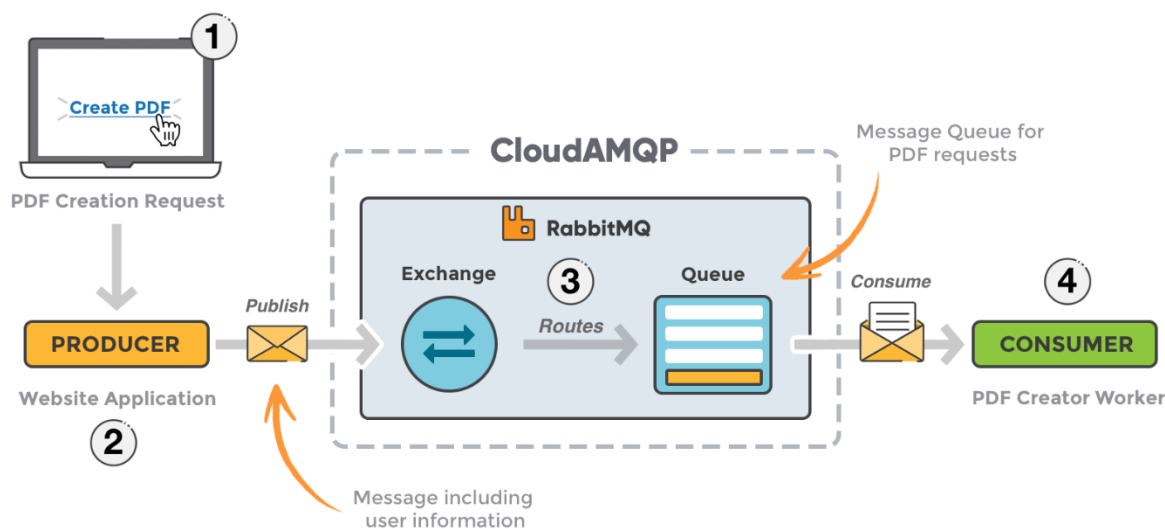 1
Create PDF
PDF Creation Request
CloudAMQP
Message Queue for
PDF requests
RabbitMQ
Exchange
3
Queue
4
Publish
Routes
Consume
PRODUCER
CONSUMER
Website Application
PDF Creator Worker
2
Message including
user information